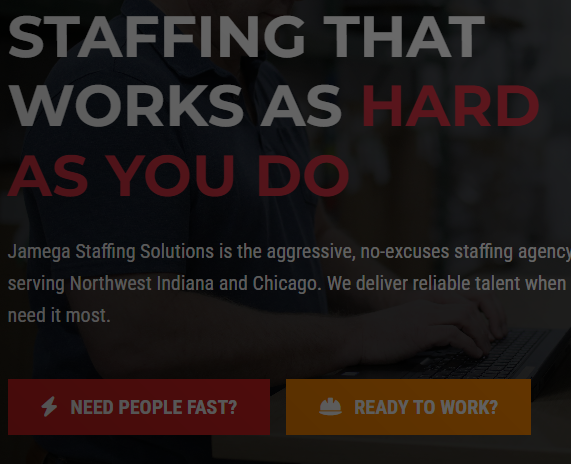 STAFFING THAT
WORKS AS HARD
AS YOU DO
Jamega Staffing Solutions is the aggressive, no-excuses staffing agency
serving Northwest Indiana and Chicago. We deliver reliable talent when
need it most.
NEED PEOPLE FAST?
READY TO WORK?